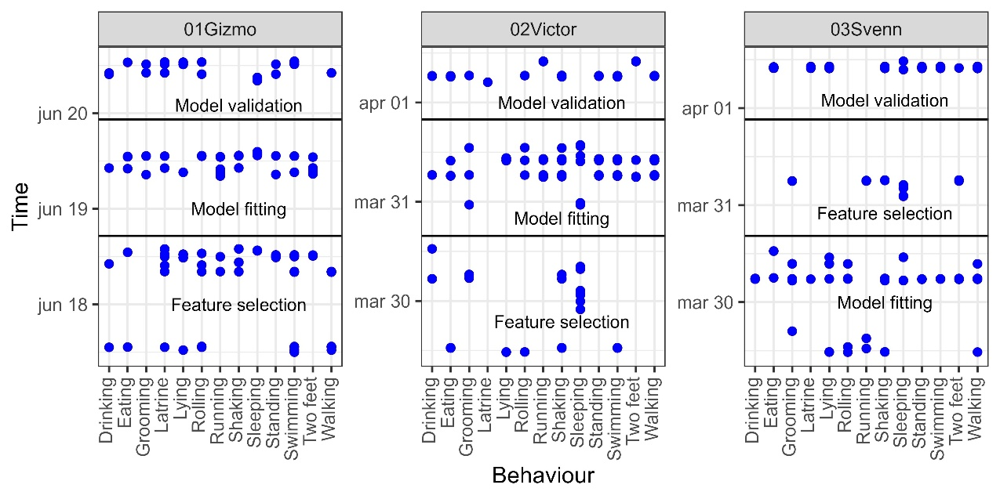 01Gizmo
02Victor
03Svenn
Time
jun 20
jun 19
jun 18
Model validation
Model fitting
Feature selection
Drinking
Eating
Grooming
Latrine
Lying
Rolling
Running
Shaking
Sleeping
Standing
Swimming
Two feet
Walking
apr 01
mar 31
mar 30
Model validation
Model fitting
Feature selection
Drinking
Eating
Grooming
Latrine
Lying
Rolling
Running
Shaking
Sleeping
Standing
Swimming
Two feet
Walking
apr 01
mar 31
mar 30
Model validation
Feature selection
Model fitting
Drinking
Eating
Grooming
Latrine
Lying
Rolling
Running
Shaking
Sleeping
Standing
Swimming
Two feet
Walking
Behaviour